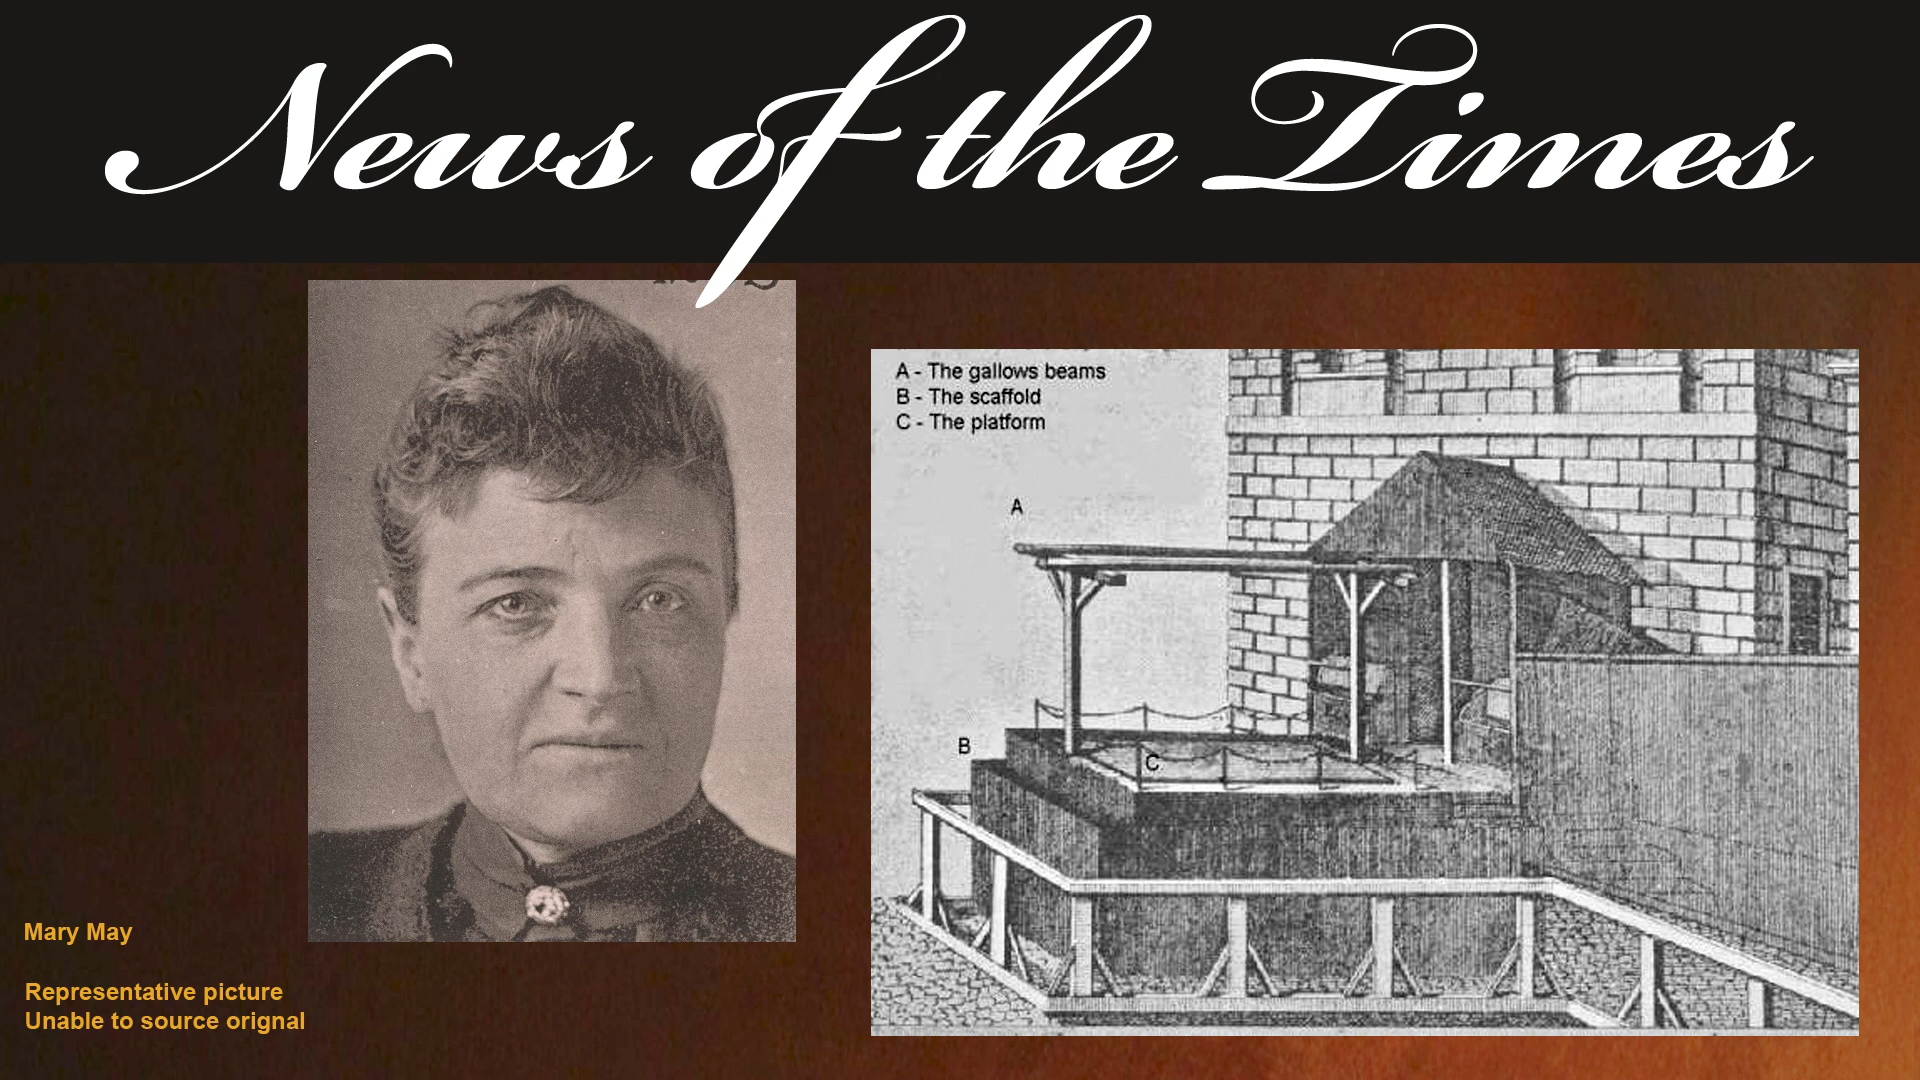 News of the Times
A - The gallows beams
B - The scaffold
C - The platform
A
B
C
Mary May
Representative picture
Unable to source orignal